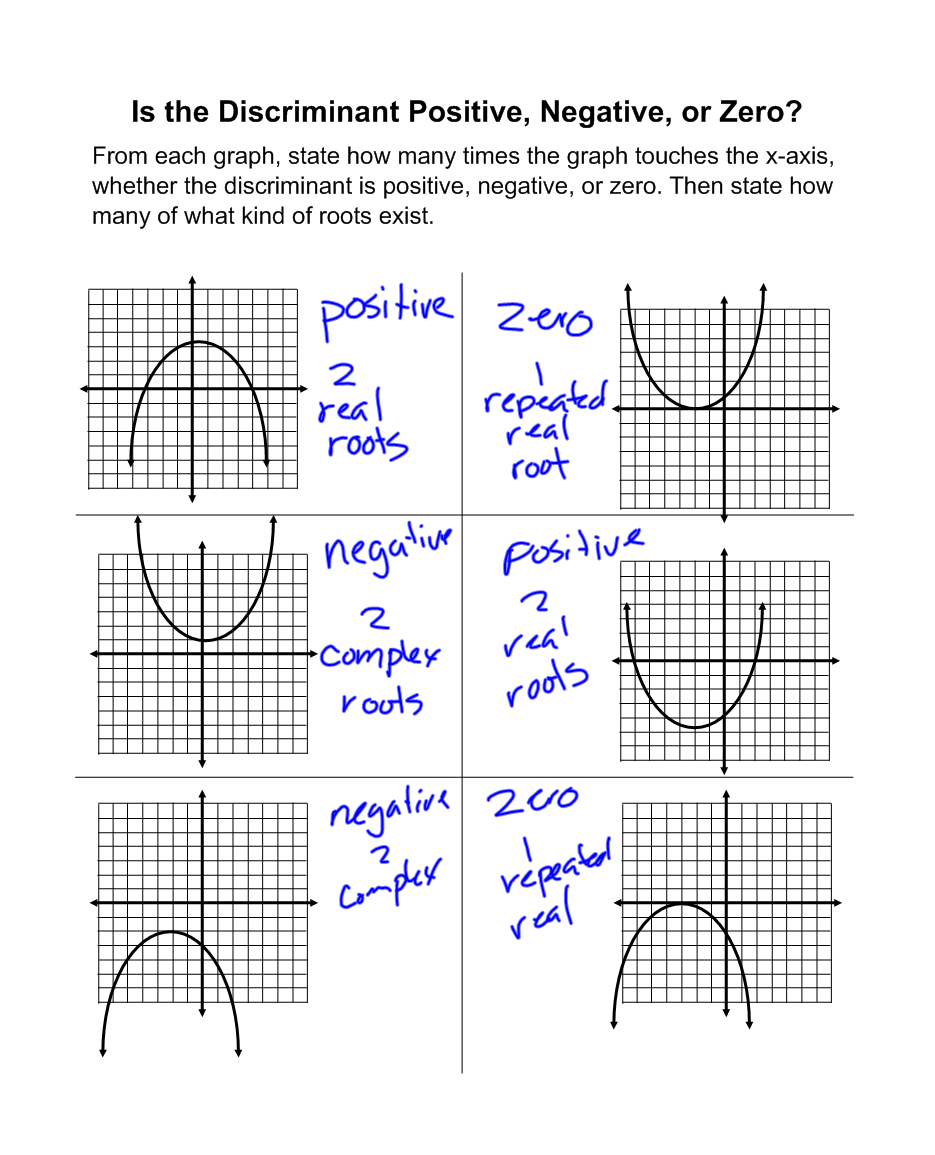 Is the Discriminant Positive, Negative, or Zero?
From each graph, state how many times the graph touches the x-axis,
whether the discriminant is positive, negative, or zero. Then state how
many of what kind of roots exist.
positive
2
real
roots
Zero
1
repeated
real
root
negative
2
complex
roots
positive
2
real
roots
negative
2
complex
zero
1
repeated
real